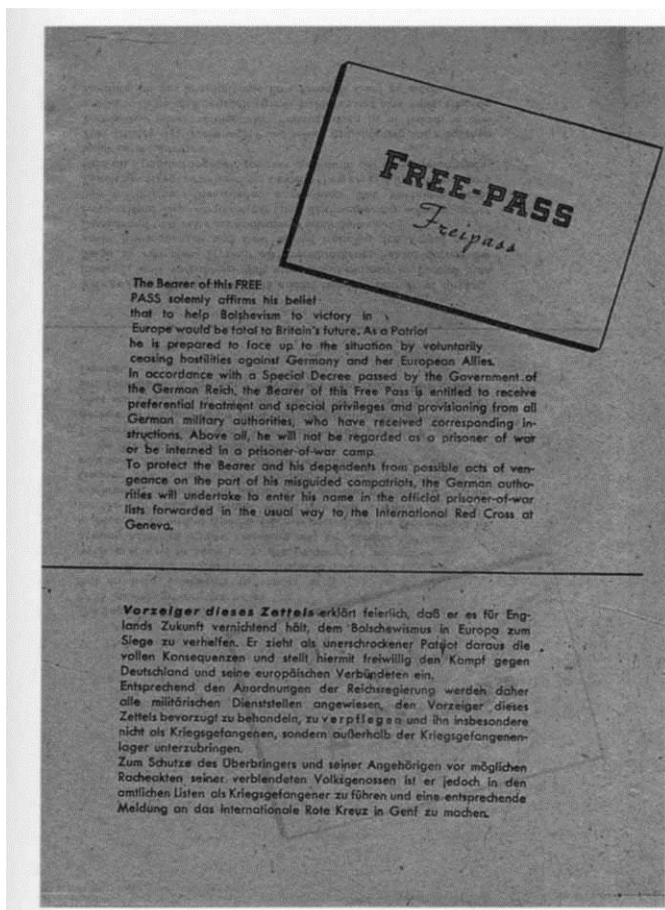 FREE-PASS
Freipass
The Bearer of this FREE
PASS solemly affirms his belief
that to help Bolshevism to victory in
Europe would be fatal to Britain's future. As a Patriot
he is prepared to face up to the situation by voluntarily
ceasing hostilities against Germany and her European Allies.
In accordance with a Special Decree passed by the Government of
the German Reich, the Bearer of this Free Pass is entitled to receive
preferential treatment and special privileges and provisioning from all
German military authorities, who have received corresponding in-
structions. Above all, he will not be regarded as a prisoner of war
or be interned in a prisoner-of-war camp.
To protect the Bearer and his dependents from possible acts of ven-
geance on the part of his misguided compatriots, the German autho-
rities will undertake to enter his name in the official prisoner-of-war
lists forwarded in the usual way to the International Red Cross at
Geneva.
Vorzeiger dieses Zettels erklärt feierlich, daß er es für Eng-
lands Zukunft vernichtend hält, dem Bolschewismus in Europa zum
Siege zu verhelfen. Er zieht als unerschrockener Patriot daraus die
vollen Konsequenzen und stellt hiermit freiwillig den Kampf gegen
Deutschland und seine europäischen Verbündeten ein.
Entsprechend den Anordnungen der Reichsregierung werden daher
alle militärischen Dienststellen angewiesen, den Vorzeiger dieses
Zettels bevorzugt zu behandeln, zu verpflegen und ihn insbesondere
nicht als Kriegsgefangenen, sondern außerhalb der Kriegsgefangenen-
lager unterzubringen.
Zum Schutze des Überbringers und seiner Angehörigen vor möglichen
Racheakten seiner verblendeten Volksgenossen ist er jedoch in den
amtlichen Listen als Kriegsgefangener zu führen und eine entsprechende
Meldung an das Internationale Rote Kreuz in Genf zu machen.